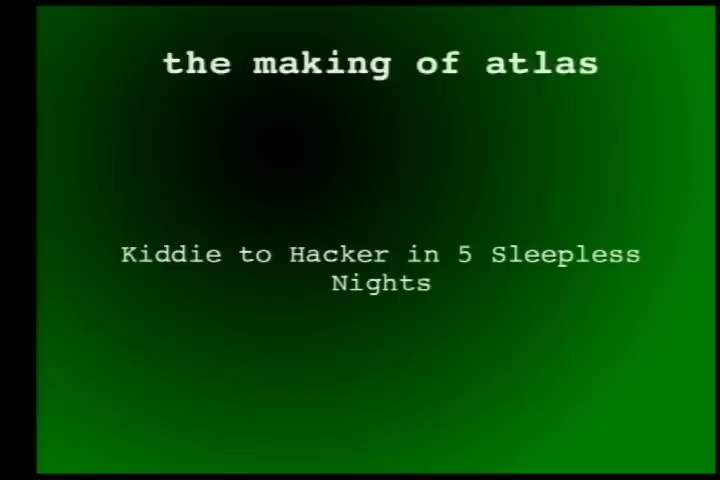 the making of atlas
Kiddie to Hacker in 5 Sleepless
Nights